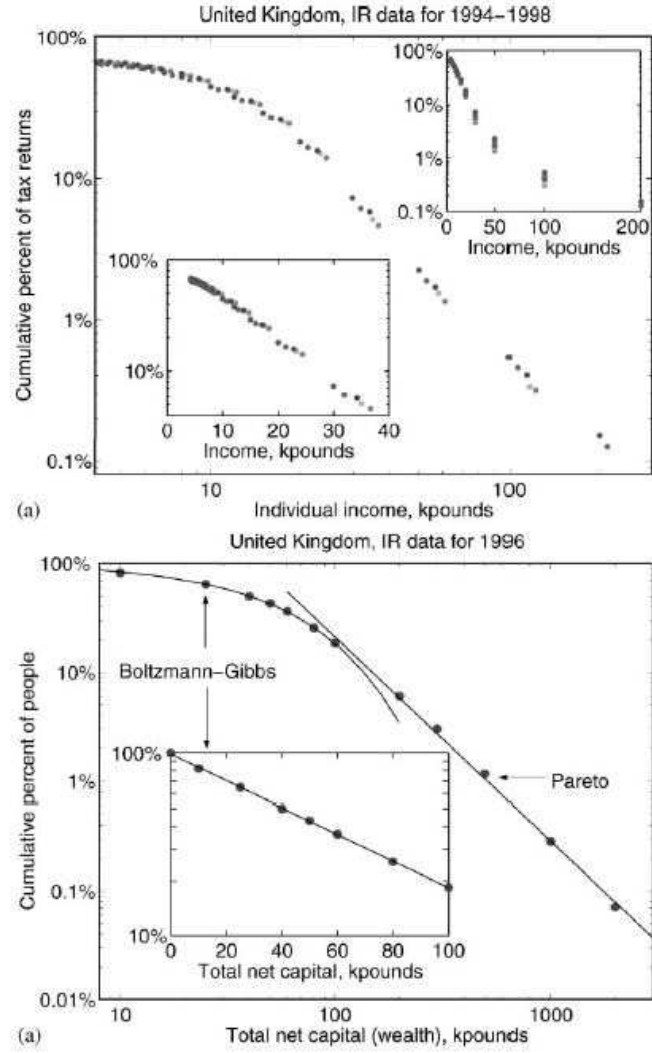 United Kingdom, IR data for 1994–1998
Cumulative percent of tax returns
100%
10%
1%
0.1%
100%
10%
1%
0.1%
0 50 100 200
Income, kpounds
100%
10%
0 10 20 30 40
Income, kpounds
10 100
(a)
Individual income, kpounds
United Kingdom, IR data for 1996
Cumulative percent of people
100%
10%
1%
0.1%
0.01%
Boltzmann–Gibbs
Pareto
100%
10%
0 20 40 60 80 100
Total net capital, kpounds
10 100 1000
(a)
Total net capital (wealth), kpounds